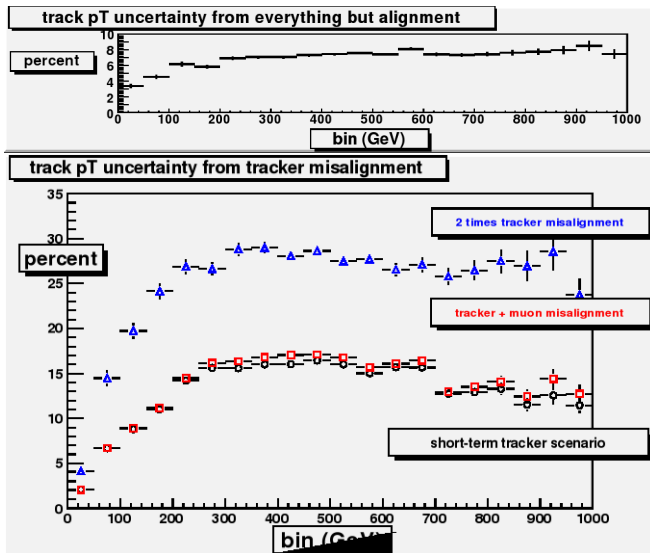 track pT uncertainty from everything but alignment
percent
10
8
6
4
2
0
0 100 200 300 400 500 600 700 800 900 1000
bin (GeV)
track pT uncertainty from tracker misalignment
35
30
25
20
15
10
5
0
percent
2 times tracker misalignment
tracker + muon misalignment
short-term tracker scenario
0 100 200 300 400 500 600 700 800 900 1000
bin (GeV)